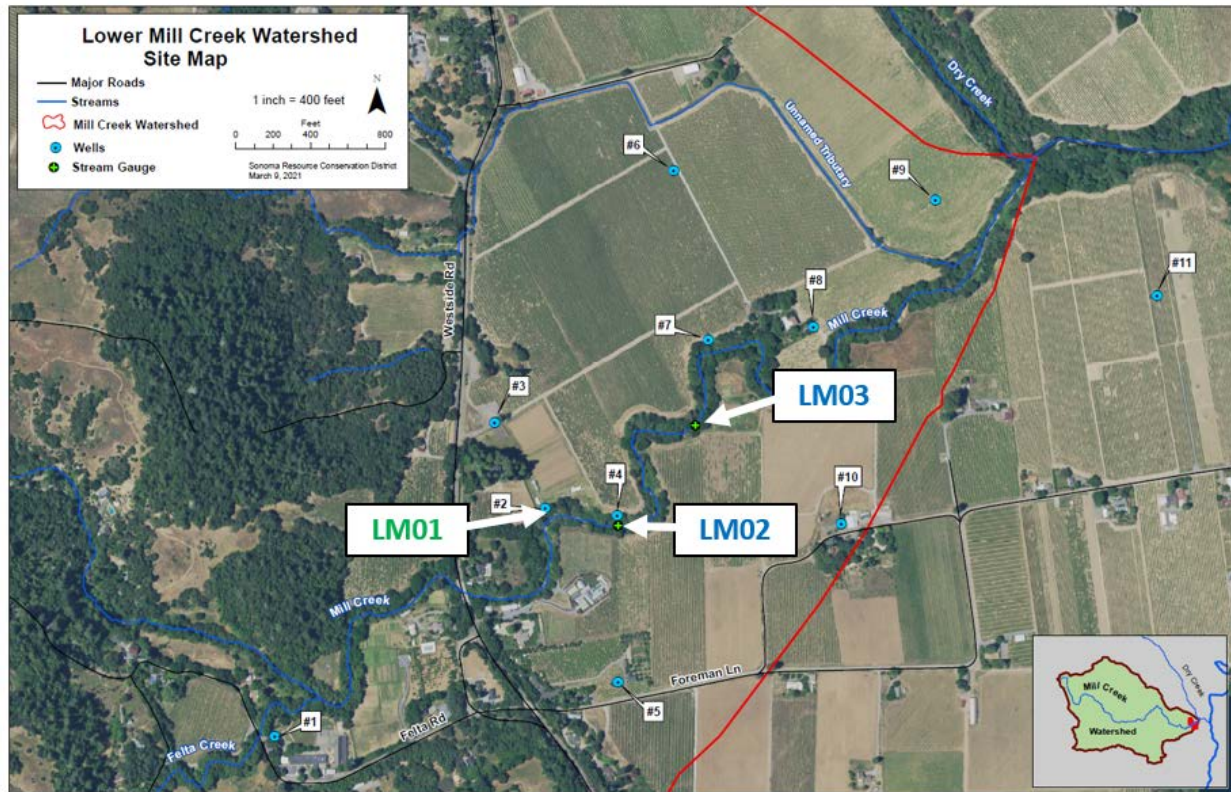 Lower Mill Creek Watershed
Site Map
Major Roads
Streams
Mill Creek Watershed
Wells
Stream Gauge
1 inch = 400 feet
N
Feet
0 200 400 800
Sonoma Resource Conservation District
March 9, 2021
Dry Creek
Unnamed Tributary
#6
#9
#11
#8
Mill Creek
#7
Westside Rd
#3
LM03
#4
#10
#2
LM01
LM02
Mill Creek
Foreman Ln
#5
Felta Rd
#1
Felta Creek
Mill Creek
Watershed
Dry Creek